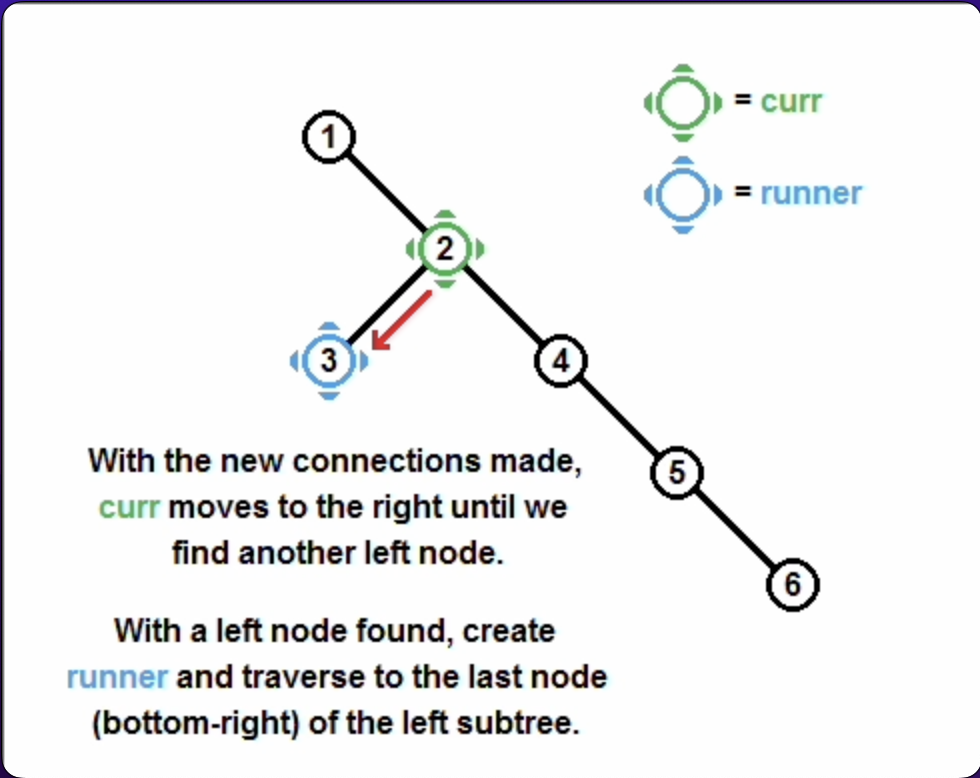 1
= curr
= runner
2
3
4
5
6
With the new connections made,
curr moves to the right until we
find another left node.
With a left node found, create
runner and traverse to the last node
(bottom-right) of the left subtree.